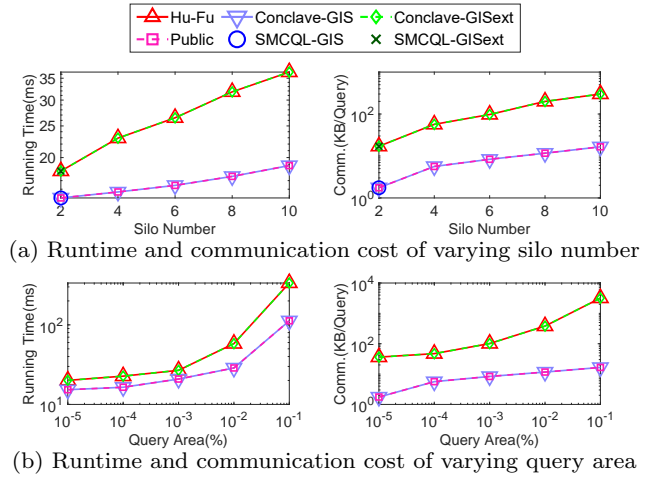 Hu-Fu Conclave-GIS Conclave-GISext
Public SMCQL-GIS SMCQL-GISext
Running Time(ms)
35
30
25
20
2 4 6 8 10
Silo Number
Comm.(KB/Query)
10^2
10^0
2 4 6 8 10
Silo Number
(a) Runtime and communication cost of varying silo number
Running Time(ms)
10^2
10^1
10^-5 10^-4 10^-3 10^-2 10^-1
Query Area(%)
Comm.(KB/Query)
10^4
10^2
10^0
10^-5 10^-4 10^-3 10^-2 10^-1
Query Area(%)
(b) Runtime and communication cost of varying query area